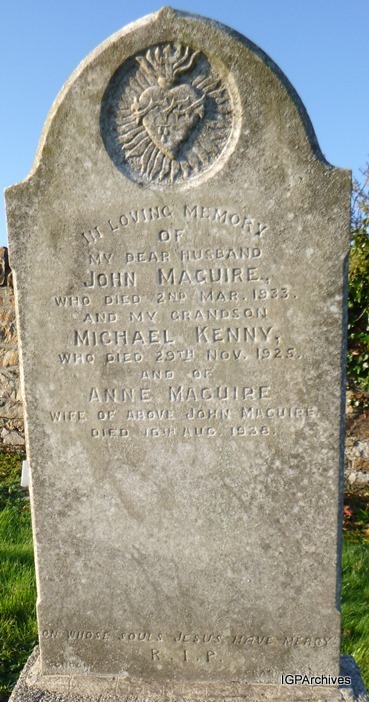 IN LOVING MEMORY
OF
MY DEAR HUSBAND
JOHN MAGUIRE,
WHO DIED 2ND MAR. 1933.
AND MY GRANDSON
MICHAEL KENNY,
WHO DIED 29TH NOV. 1925.
AND OF
ANNE MAGUIRE
WIFE OF ABOVE JOHN MAGUIRE
DIED 16TH AUG. 1938.
ON WHOSE SOULS JESUS HAVE MERCY
R.I.P.
IGPArchives